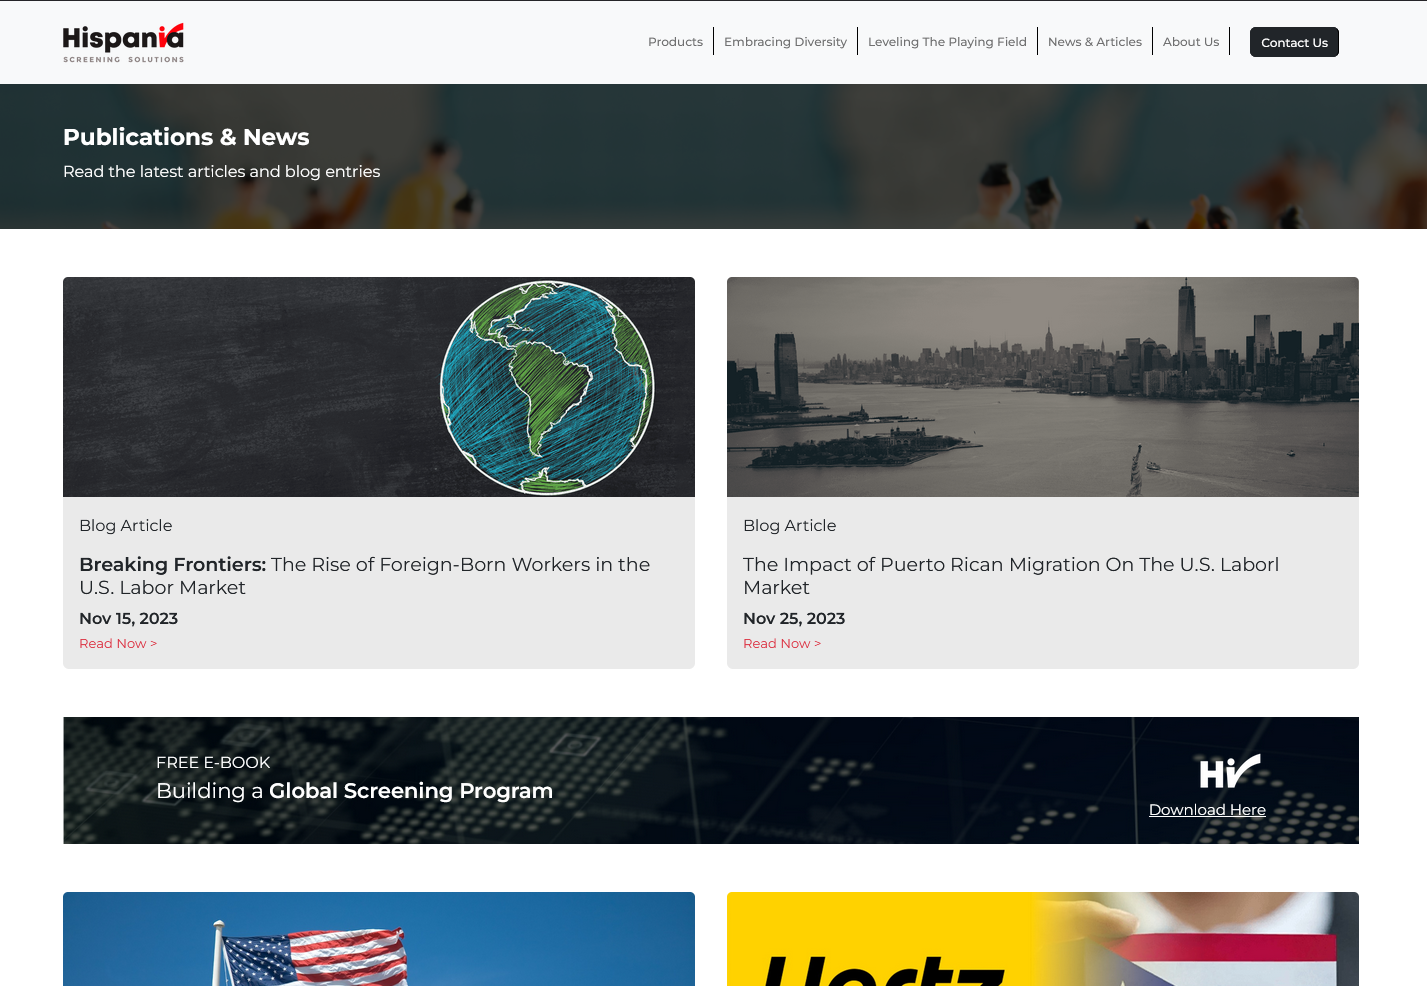 Hispania
SCREENING SOLUTIONS
Products
Embracing Diversity
Leveling The Playing Field
News & Articles
About Us
Contact Us
Publications & News
Read the latest articles and blog entries
Blog Article
Breaking Frontiers: The Rise of Foreign-Born Workers in the
U.S. Labor Market
Nov 15, 2023
Read Now >
Blog Article
The Impact of Puerto Rican Migration On The U.S. Laborl
Market
Nov 25, 2023
Read Now >
FREE E-BOOK
Building a Global Screening Program
Hi
Download Here
Hertz